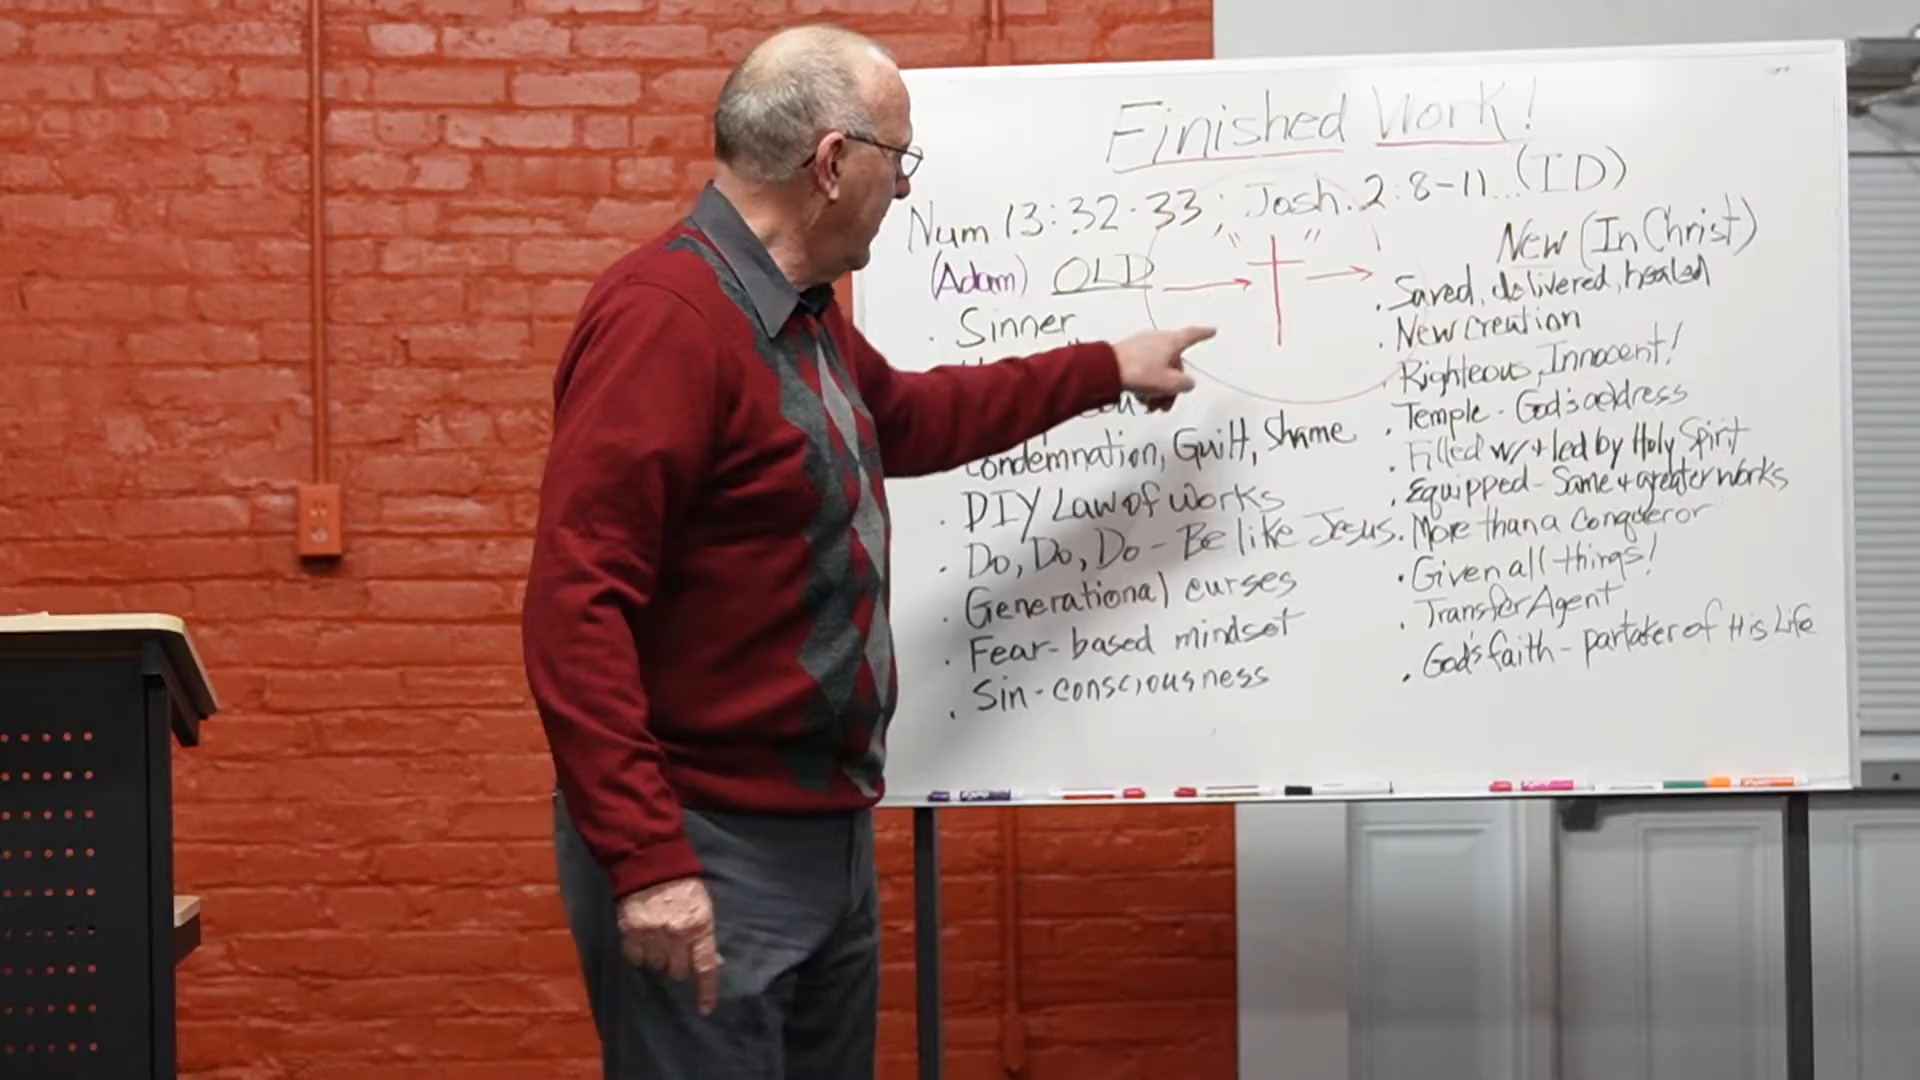 Finished Work!
Num 13:32-33; Josh. 2:8-11... (ID)
(Adam) OLD
" "
New (In Christ)
. Sinner
Condemnation, Guilt, Shame
. DIY Law of Works
. Do, Do, Do - Be like Jesus
. Generational curses
. Fear-based mindset
. Sin-consciousness
. Saved, delivered, healed
. New Creation
. Righteous, Innocent!
. Temple - God's address
. Filled w/ + led by Holy Spirit
. Equipped - Same + greater works
. More than a Conqueror
. Given all things!
. Transfer Agent
. God's faith - partaker of His Life